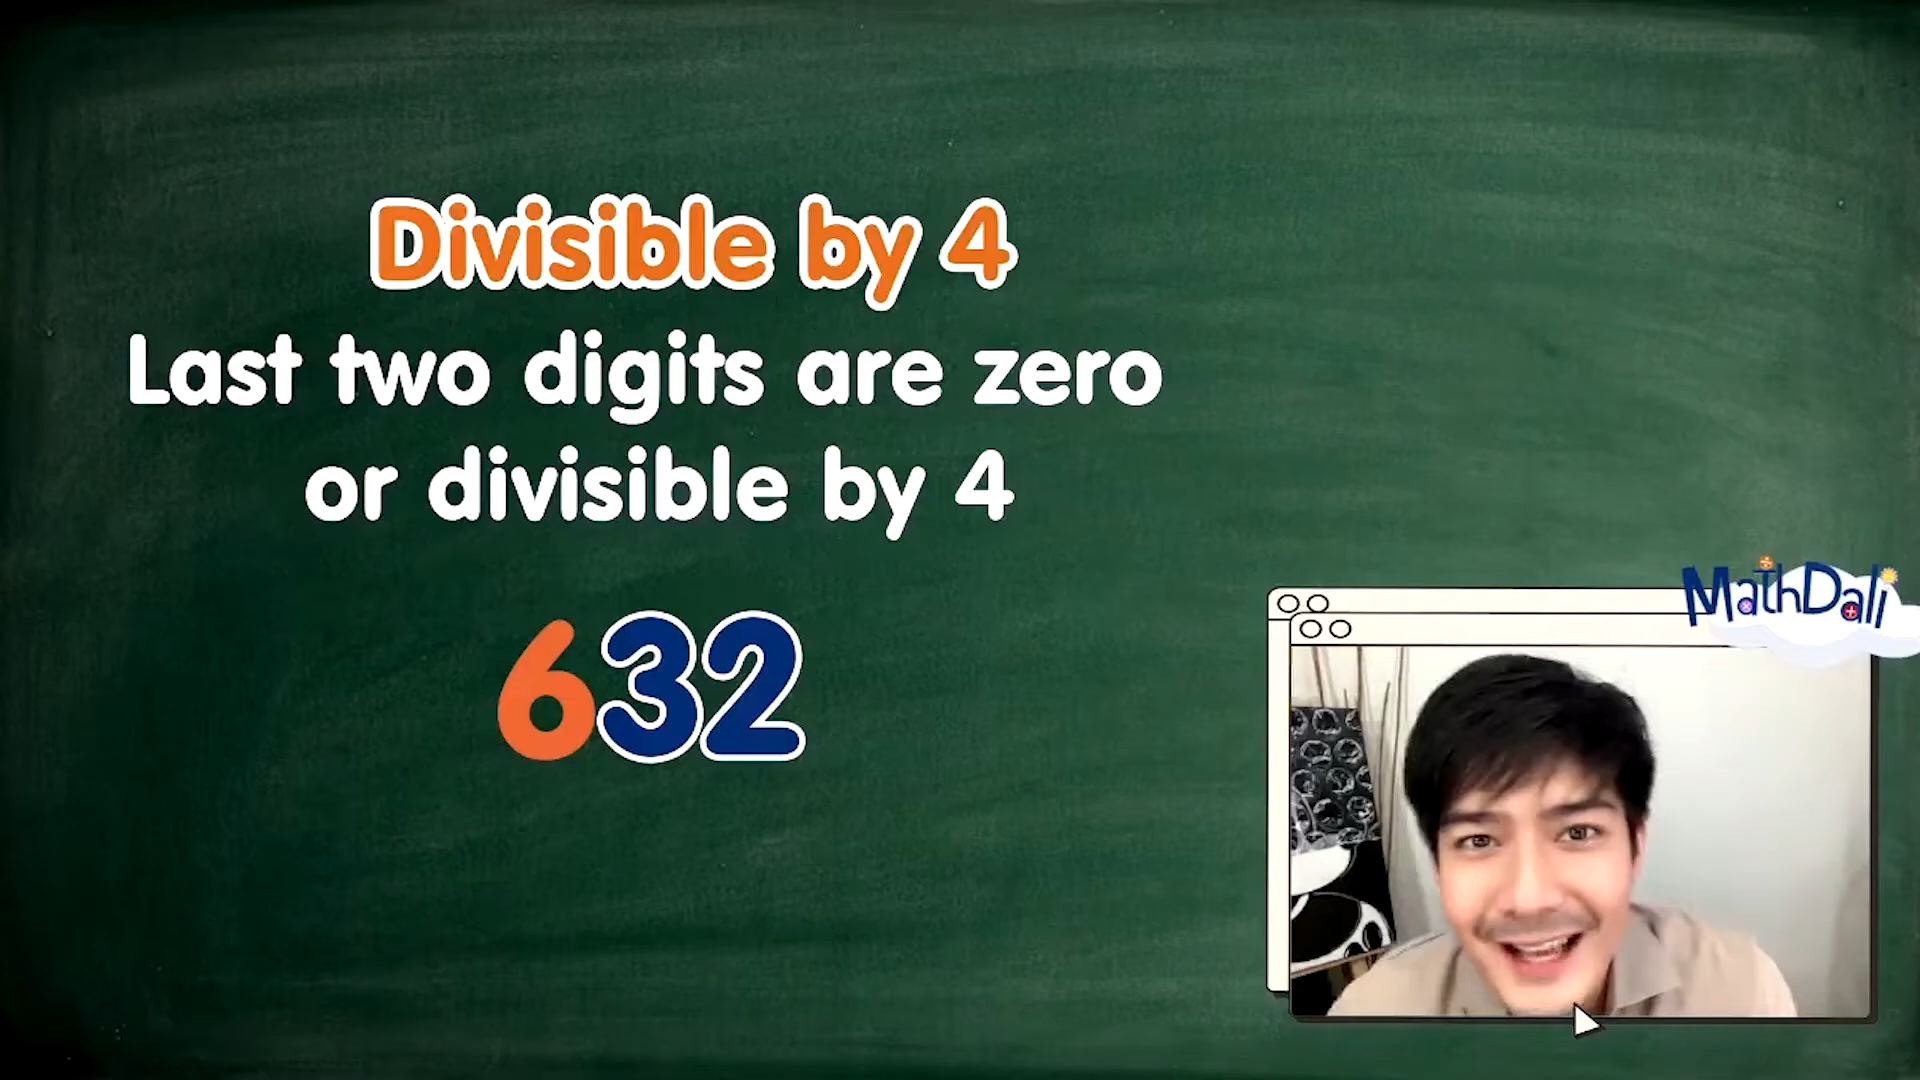 Divisible by 4
Last two digits are zero
or divisible by 4
632
MathDali